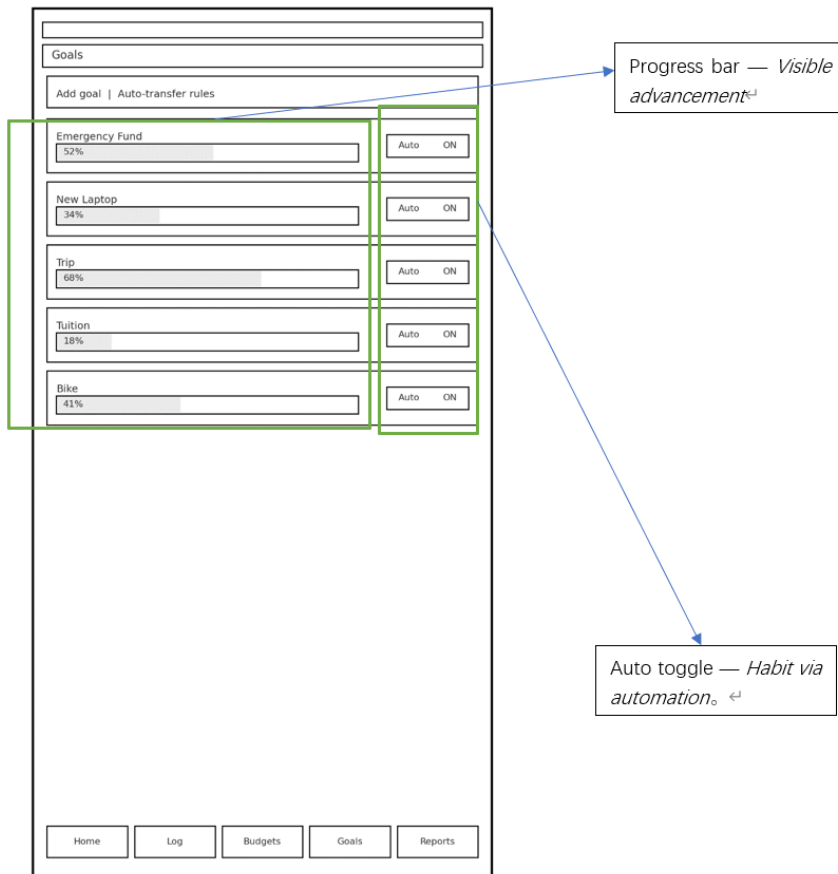 Goals
Add goal | Auto-transfer rules
Emergency Fund
52%
Auto ON
New Laptop
34%
Auto ON
Trip
68%
Auto ON
Tuition
18%
Auto ON
Bike
41%
Auto ON
Home Log Budgets Goals Reports
Progress bar — Visible
advancement↵
Auto toggle — Habit via
automation。↵